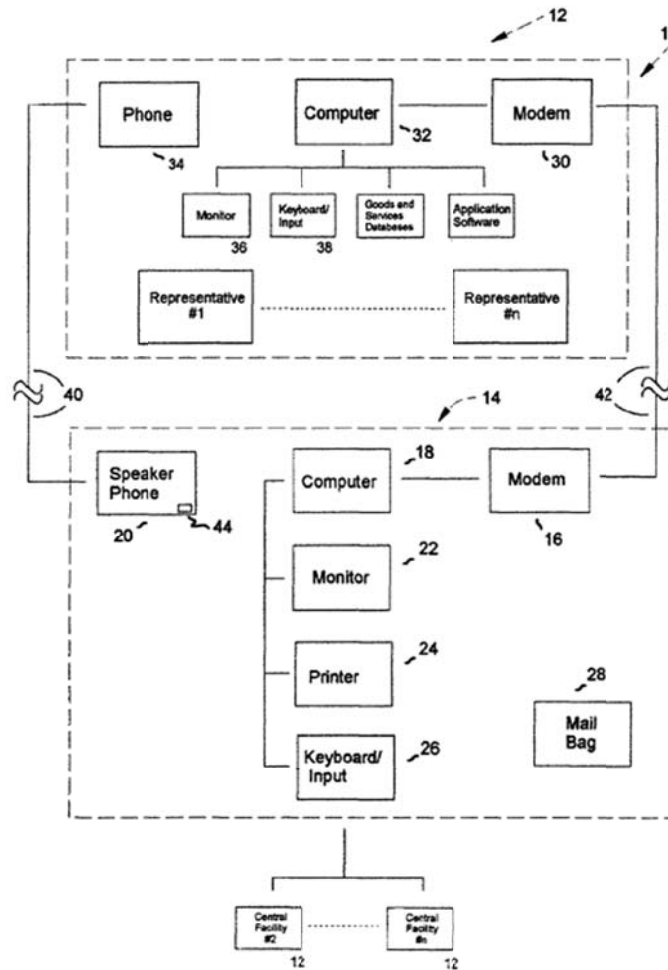 12
1
Phone
Computer
Modem
34
32
30
Monitor
Keyboard/
Input
Goods and
Services
Databases
Application
Software
36
38
Representative
#1
Representative
#n
40
42
14
Speaker
Phone
44
20
Computer
18
Modem
16
Monitor
22
Printer
24
Keyboard/
Input
26
28
Mail
Bag
Central
Facility
#2
Central
Facility
#n
12
12